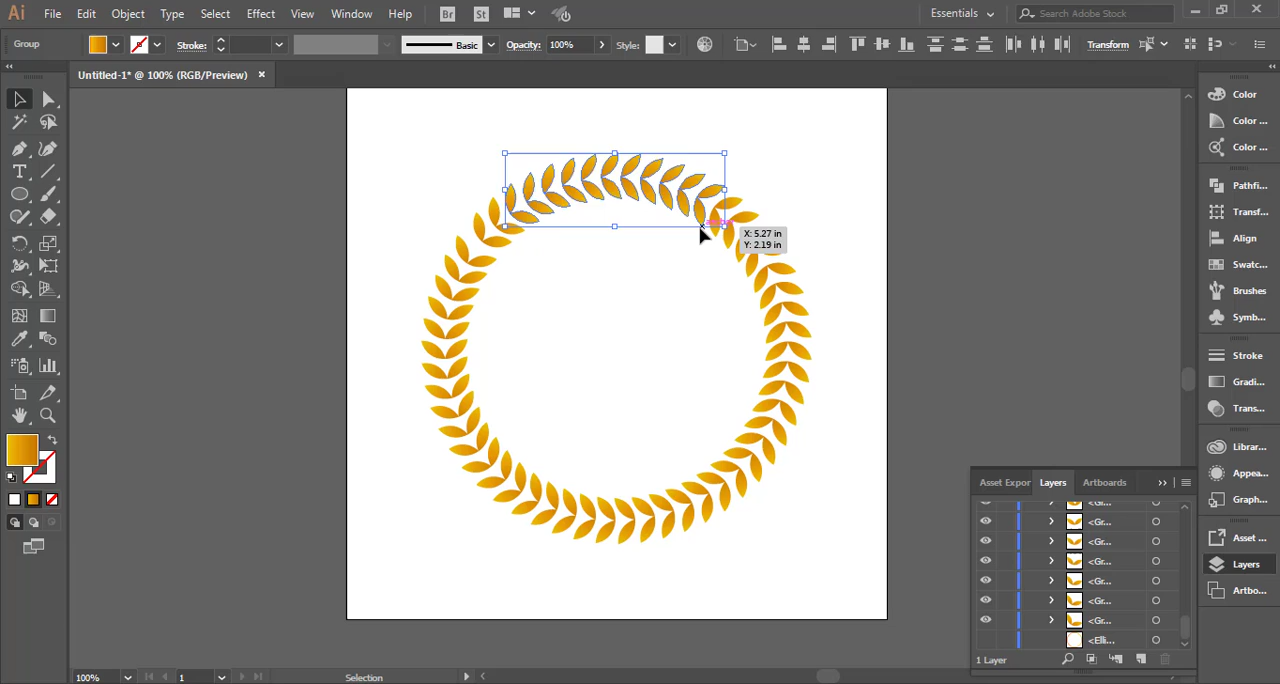 Ai File Edit Object Type Select Effect View Window Help Br St Essentials Search Adobe Stock
Group Stroke: Basic Opacity: 100% Style: Transform
Untitled-1* @ 100% (RGB/Preview) ×
Color
Color ...
Color ...
Pathfi...
Transf...
Align
Swatc...
Brushes
Symb...
Stroke
Gradi...
Trans...
Librar...
Appea...
Graph...
Asset ...
Layers
Artbo...
X: 5.27 in
Y: 2.19 in
Asset Expor Layers Artboards
<Gr...
<Gr...
<Gr...
<Gr...
<Gr...
<Gr...
<Gr...
<Elli...
1 Layer
100% 1 Selection